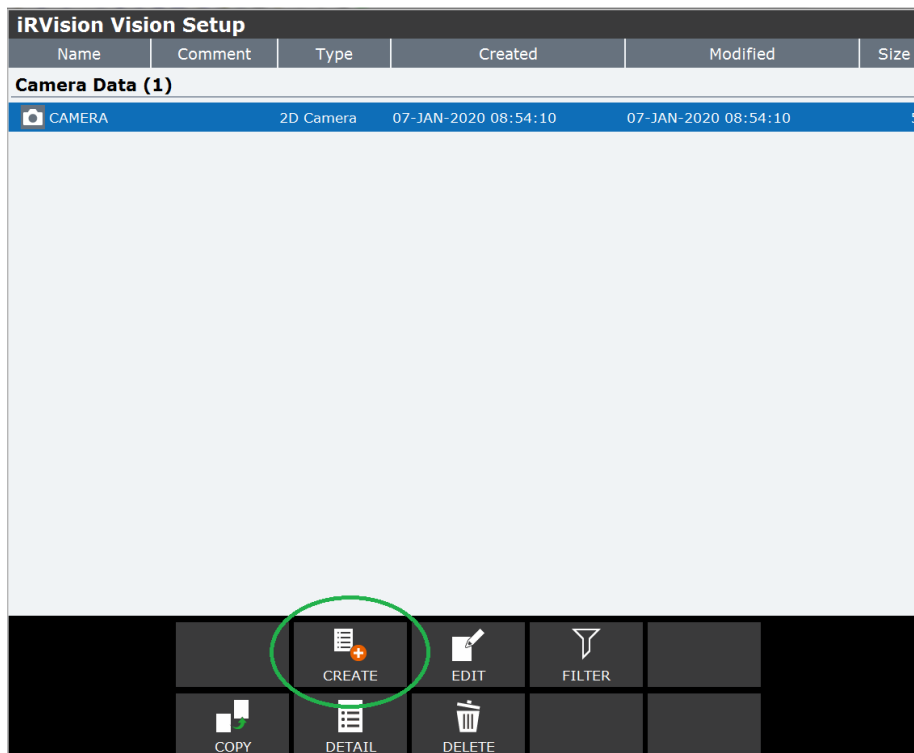 iRVision Vision Setup
Name Comment Type Created Modified Size
Camera Data (1)
CAMERA 2D Camera 07-JAN-2020 08:54:10 07-JAN-2020 08:54:10
CREATE EDIT FILTER
COPY DETAIL DELETE